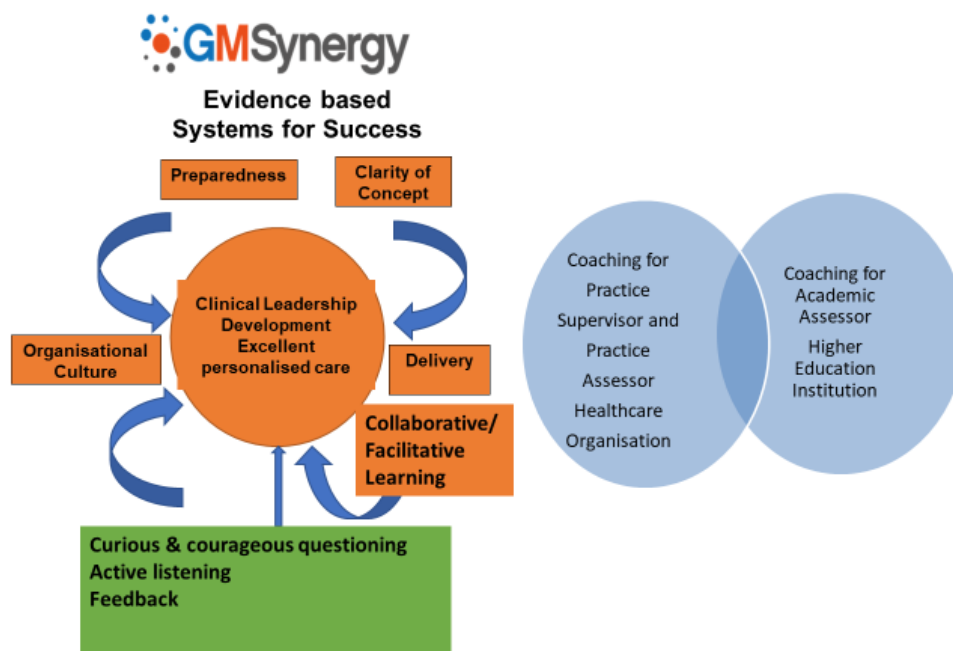 GMSynergy
Evidence based
Systems for Success
Preparedness
Clarity of
Concept
Clinical Leadership
Development
Excellent
personalised care
Organisational
Culture
Delivery
Collaborative/
Facilitative
Learning
Curious & courageous questioning
Active listening
Feedback
Coaching for
Practice
Supervisor and
Practice
Assessor
Healthcare
Organisation
Coaching for
Academic
Assessor
Higher
Education
Institution